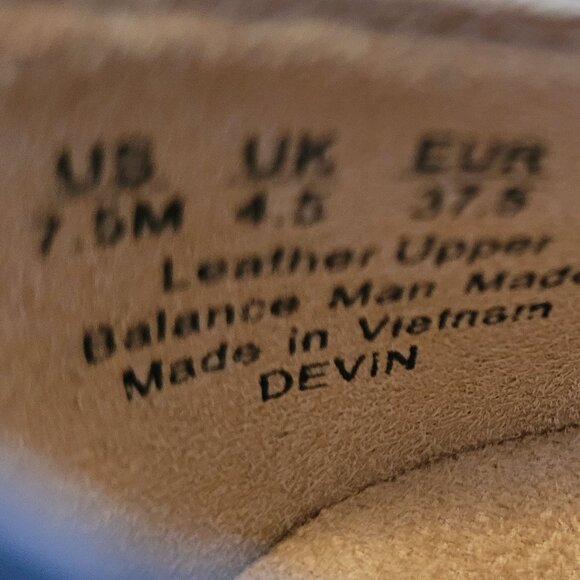 US UK EUR
7.5M 4.5 37.5
Leather Upper
Balance Man Made
Made in Vietnam
DEVIN